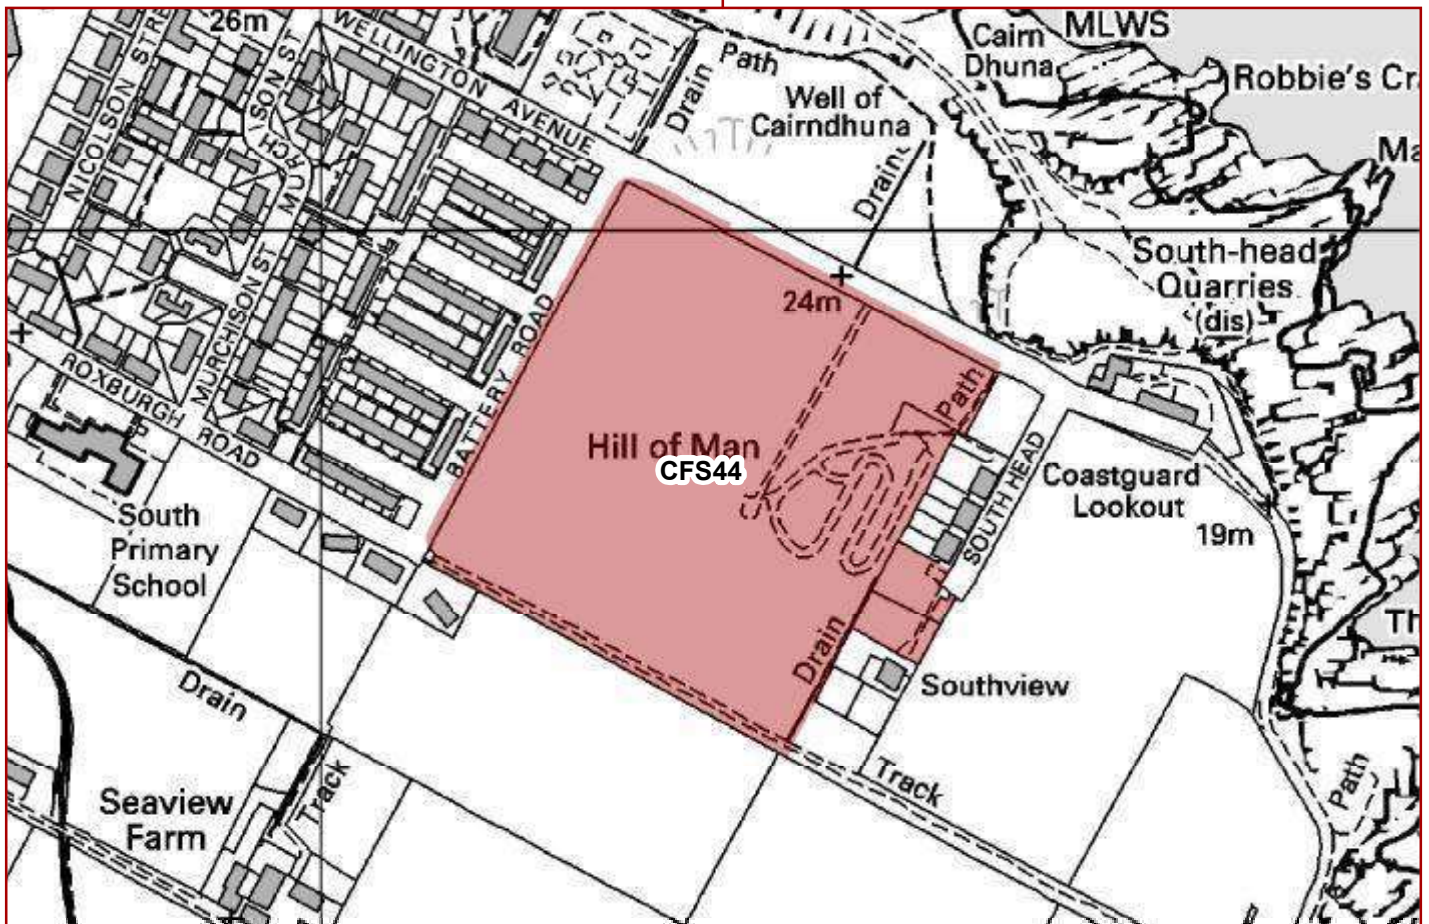 26m
WELLINGTON AVENUE
NICOLSON STRE
MURCHISON ST
MURCHISON ST
Drain
Path
Cairn
Dhuna
MLWS
Robbie's Cr
Well of
Cairndhuna
Drain
Ma
South-head
Quarries
(dis)
24m
BATTERY ROAD
ROXBURGH ROAD
Path
Hill of Man
CFS44
SOUTH HEAD
Coastguard
Lookout
19m
South
Primary
School
Drain
Th
Southview
Drain
Track
Track
Path
Seaview
Farm